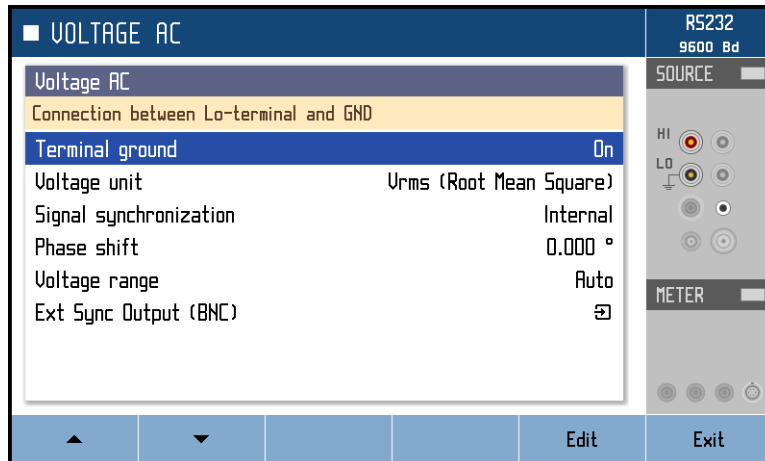 VOLTAGE AC
RS232
9600 Bd
Voltage AC
Connection between Lo-terminal and GND
Terminal ground On
Voltage unit Vrms (Root Mean Square)
Signal synchronization Internal
Phase shift 0.000 °
Voltage range Auto
Ext Sync Output (BNC)
SOURCE
HI
LO
METER
Edit
Exit